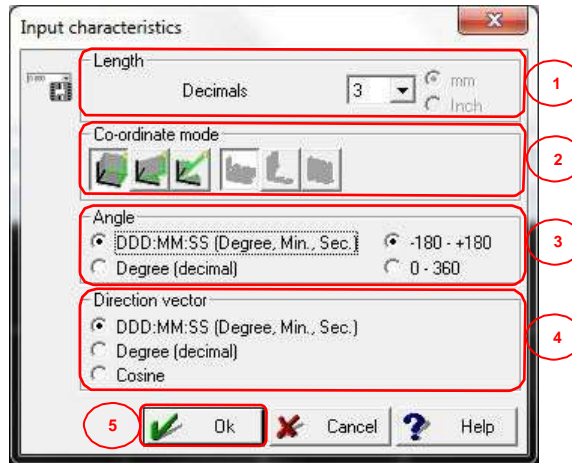 Input characteristics
Length
Decimals 3 mm
Inch
1
Co-ordinate mode
2
Angle
DDD:MM:SS (Degree, Min., Sec.) -180 - +180
Degree (decimal) 0 - 360
3
Direction vector
DDD:MM:SS (Degree, Min., Sec.)
Degree (decimal)
Cosine
4
5 Ok Cancel ? Help